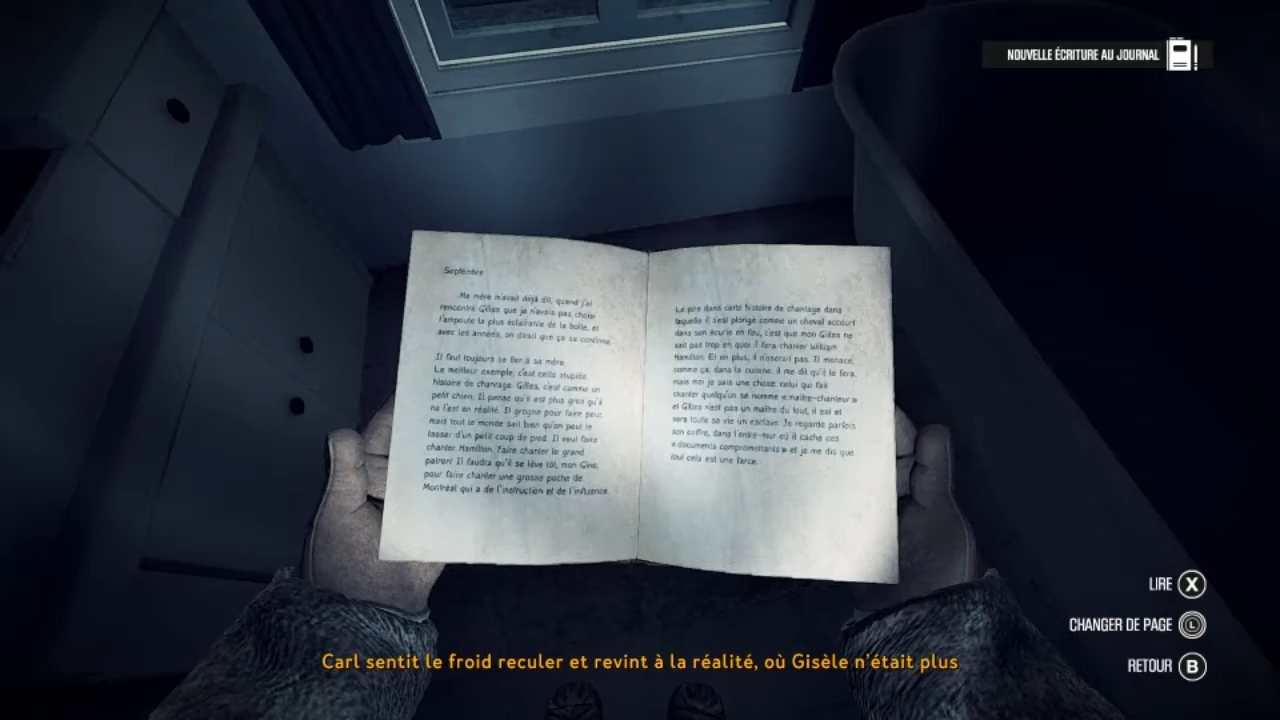 NOUVELLE ÉCRITURE AU JOURNAL
Septembre
Ma mère m'avait déjà dit, quand j'ai
rencontré Gilles que je n'avais pas choisi
l'ampoule la plus éclairante de la boîte, et
avec les années, on dirait que ça se confirme.
Il faut toujours se fier à sa mère.
Le meilleur exemple, c'est cette stupide
histoire de chantage. Gilles, c'est comme un
petit chien. Il pense qu'il est plus gros qu'il
ne l'est en réalité. Il grogne pour faire peur,
mais tout le monde sait bien qu'on peut le
tasser d'un petit coup de pied. Il veut faire
chanter Hamilton. Faire chanter le grand
patron! Il faudra qu'il se lève tôt, mon Gilles,
pour faire chanter une grosse poche de
Montréal qui a de l'instruction et de l'influence.
Le pire dans cette histoire de chantage dans
laquelle il s'est plongé comme un cheval accourt
dans son écurie en feu, c'est que mon Gilles ne
sait pas trop en quoi il fera chanter William
Hamilton. Et en plus, il n'oserait pas. Il menace,
comme ça, dans la cuisine, il me dit qu'il le fera,
mais moi je sais une chose: celui qui fait
chanter quelqu'un se nomme « maître-chanteur »
et Gilles n'est pas un maître du tout, il est et
sera toute sa vie un esclave. Je regarde parfois
son coffre, dans l'entre-mur où il cache ces
« documents compromettants » et je me dis que
tout cela est une farce.
LIRE X
CHANGER DE PAGE L
RETOUR B
Carl sentit le froid reculer et revint à la réalité, où Gisèle n'était plus